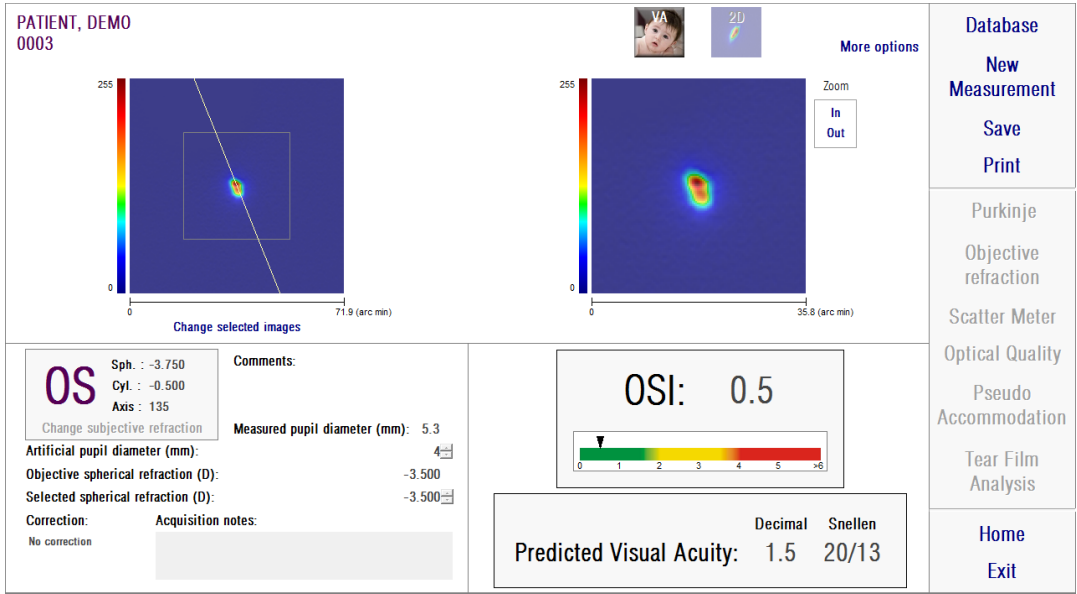 PATIENT, DEMO
0003
VA
2D
More options
255
0
0
71.9 (arc min)
Change selected images
255
0
0
35.8 (arc min)
Zoom
In
Out
OS
Sph. : -3.750
Cyl. : -0.500
Axis : 135
Change subjective refraction
Comments:
Measured pupil diameter (mm): 5.3
Artificial pupil diameter (mm): 4
Objective spherical refraction (D): -3.500
Selected spherical refraction (D): -3.500
Correction:
No correction
Acquisition notes:
OSI: 0.5
0 1 2 3 4 5 >6
Decimal Snellen
Predicted Visual Acuity: 1.5 20/13
Database
New
Measurement
Save
Print
Purkinje
Objective
refraction
Scatter Meter
Optical Quality
Pseudo
Accommodation
Tear Film
Analysis
Home
Exit